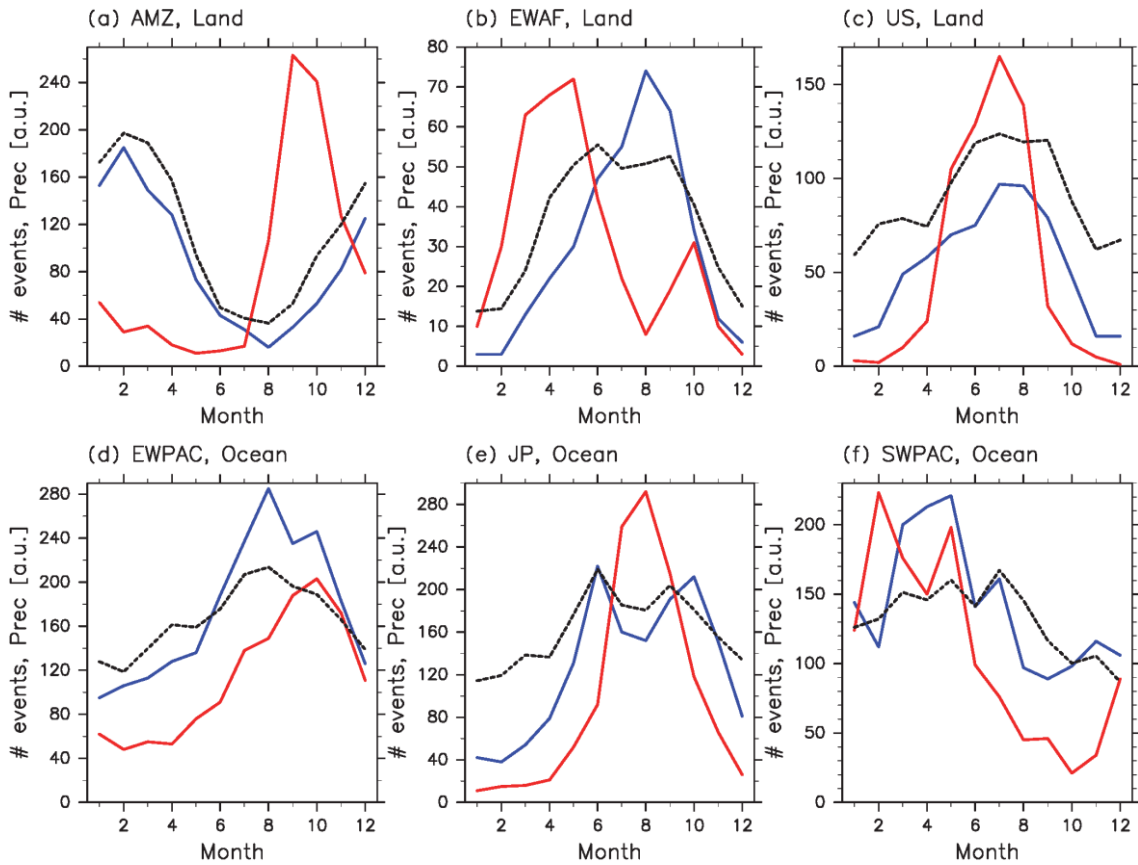 (a) AMZ, Land
# events, Prec [a.u.]
240
200
160
120
80
40
0
2 4 6 8 10 12
Month
(b) EWAF, Land
# events, Prec [a.u.]
80
70
60
50
40
30
20
10
0
2 4 6 8 10 12
Month
(c) US, Land
# events, Prec [a.u.]
150
100
50
0
2 4 6 8 10 12
Month
(d) EWPAC, Ocean
# events, Prec [a.u.]
280
240
200
160
120
80
40
0
2 4 6 8 10 12
Month
(e) JP, Ocean
# events, Prec [a.u.]
280
240
200
160
120
80
40
0
2 4 6 8 10 12
Month
(f) SWPAC, Ocean
# events, Prec [a.u.]
200
150
100
50
0
2 4 6 8 10 12
Month